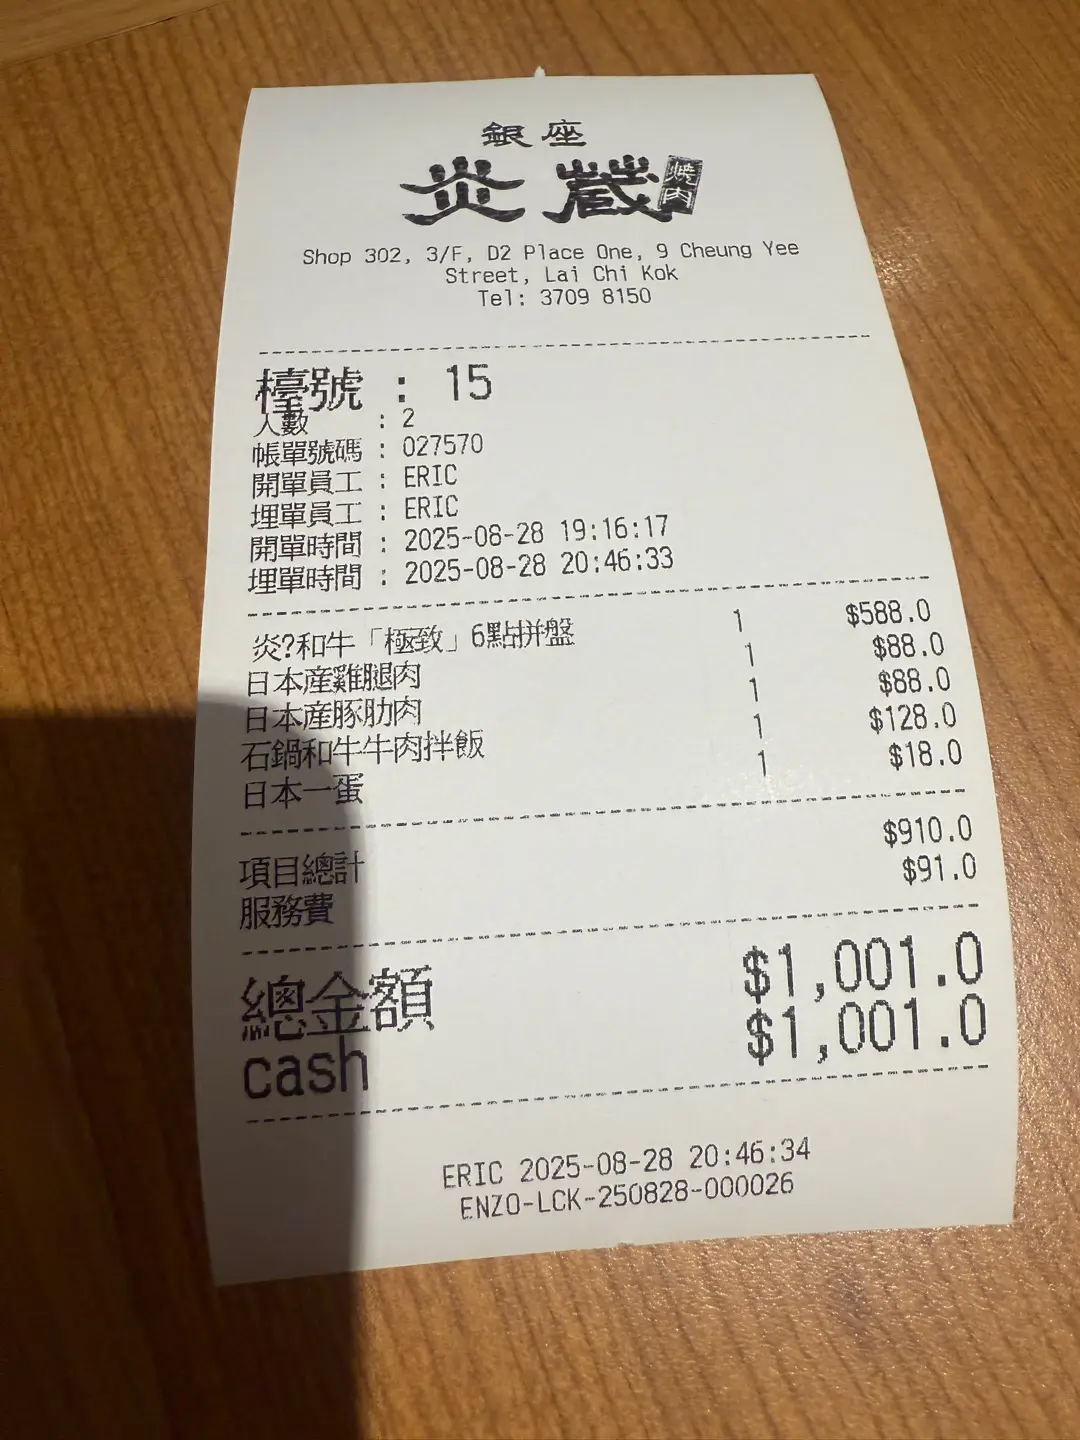 銀座
炎蔵 焼肉
Shop 302, 3/F, D2 Place One, 9 Cheung Yee
Street, Lai Chi Kok
Tel: 3709 8150
檯號 : 15
人數 : 2
帳單號碼 : 027570
開單員工 : ERIC
埋單員工 : ERIC
開單時間 : 2025-08-28 19:16:17
埋單時間 : 2025-08-28 20:46:33
炎?和牛「極致」6點拼盤 1 $588.0
日本産雞腿肉 1 $88.0
日本産豚肋肉 1 $88.0
石鍋和牛牛肉拌飯 1 $128.0
日本一蛋 1 $18.0
項目總計 $910.0
服務費 $91.0
總金額 $1,001.0
cash $1,001.0
ERIC 2025-08-28 20:46:34
ENZO-LCK-250828-000026